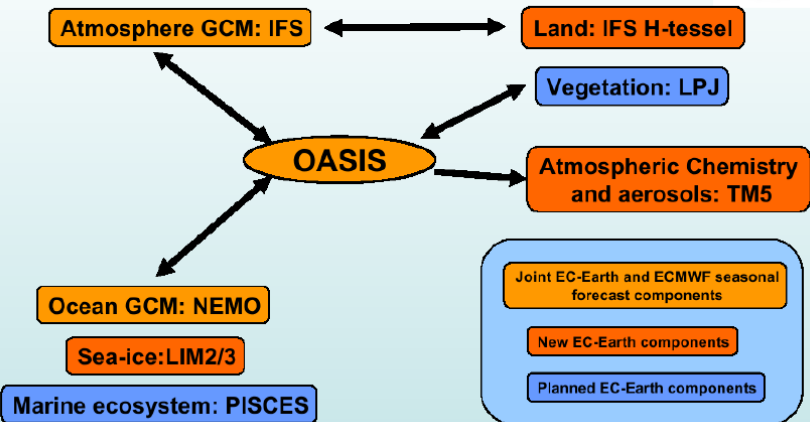 Atmosphere GCM: IFS
Land: IFS H-tessel
Vegetation: LPJ
OASIS
Atmospheric Chemistry
and aerosols: TM5
Ocean GCM: NEMO
Sea-ice:LIM2/3
Marine ecosystem: PISCES
Joint EC-Earth and ECMWF seasonal
forecast components
New EC-Earth components
Planned EC-Earth components